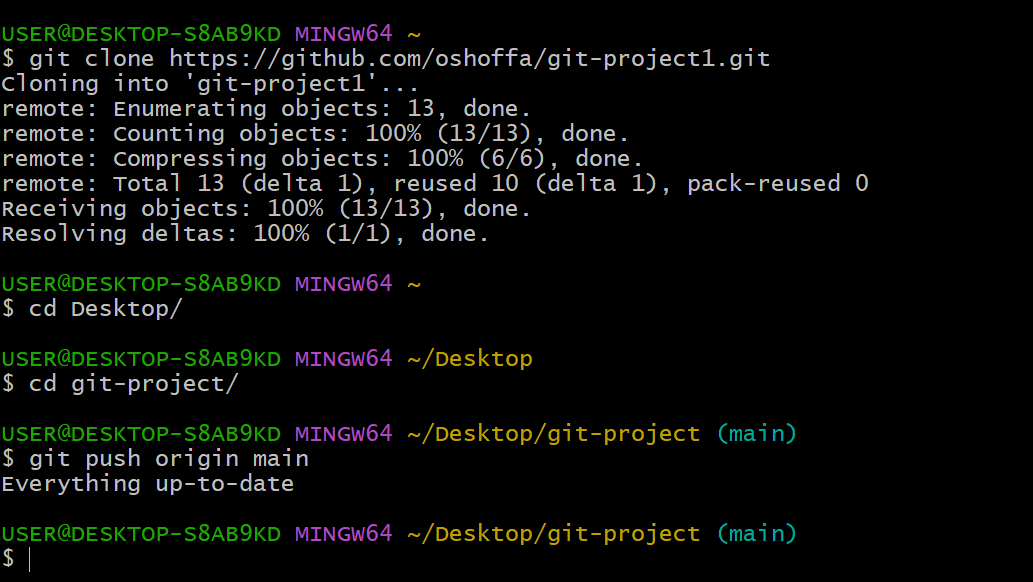 USER@DESKTOP-S8AB9KD MINGW64 ~
$ git clone https://github.com/oshoffa/git-project1.git
Cloning into 'git-project1'...
remote: Enumerating objects: 13, done.
remote: Counting objects: 100% (13/13), done.
remote: Compressing objects: 100% (6/6), done.
remote: Total 13 (delta 1), reused 10 (delta 1), pack-reused 0
Receiving objects: 100% (13/13), done.
Resolving deltas: 100% (1/1), done.
USER@DESKTOP-S8AB9KD MINGW64 ~
$ cd Desktop/
USER@DESKTOP-S8AB9KD MINGW64 ~/Desktop
$ cd git-project/
USER@DESKTOP-S8AB9KD MINGW64 ~/Desktop/git-project (main)
$ git push origin main
Everything up-to-date
USER@DESKTOP-S8AB9KD MINGW64 ~/Desktop/git-project (main)
$